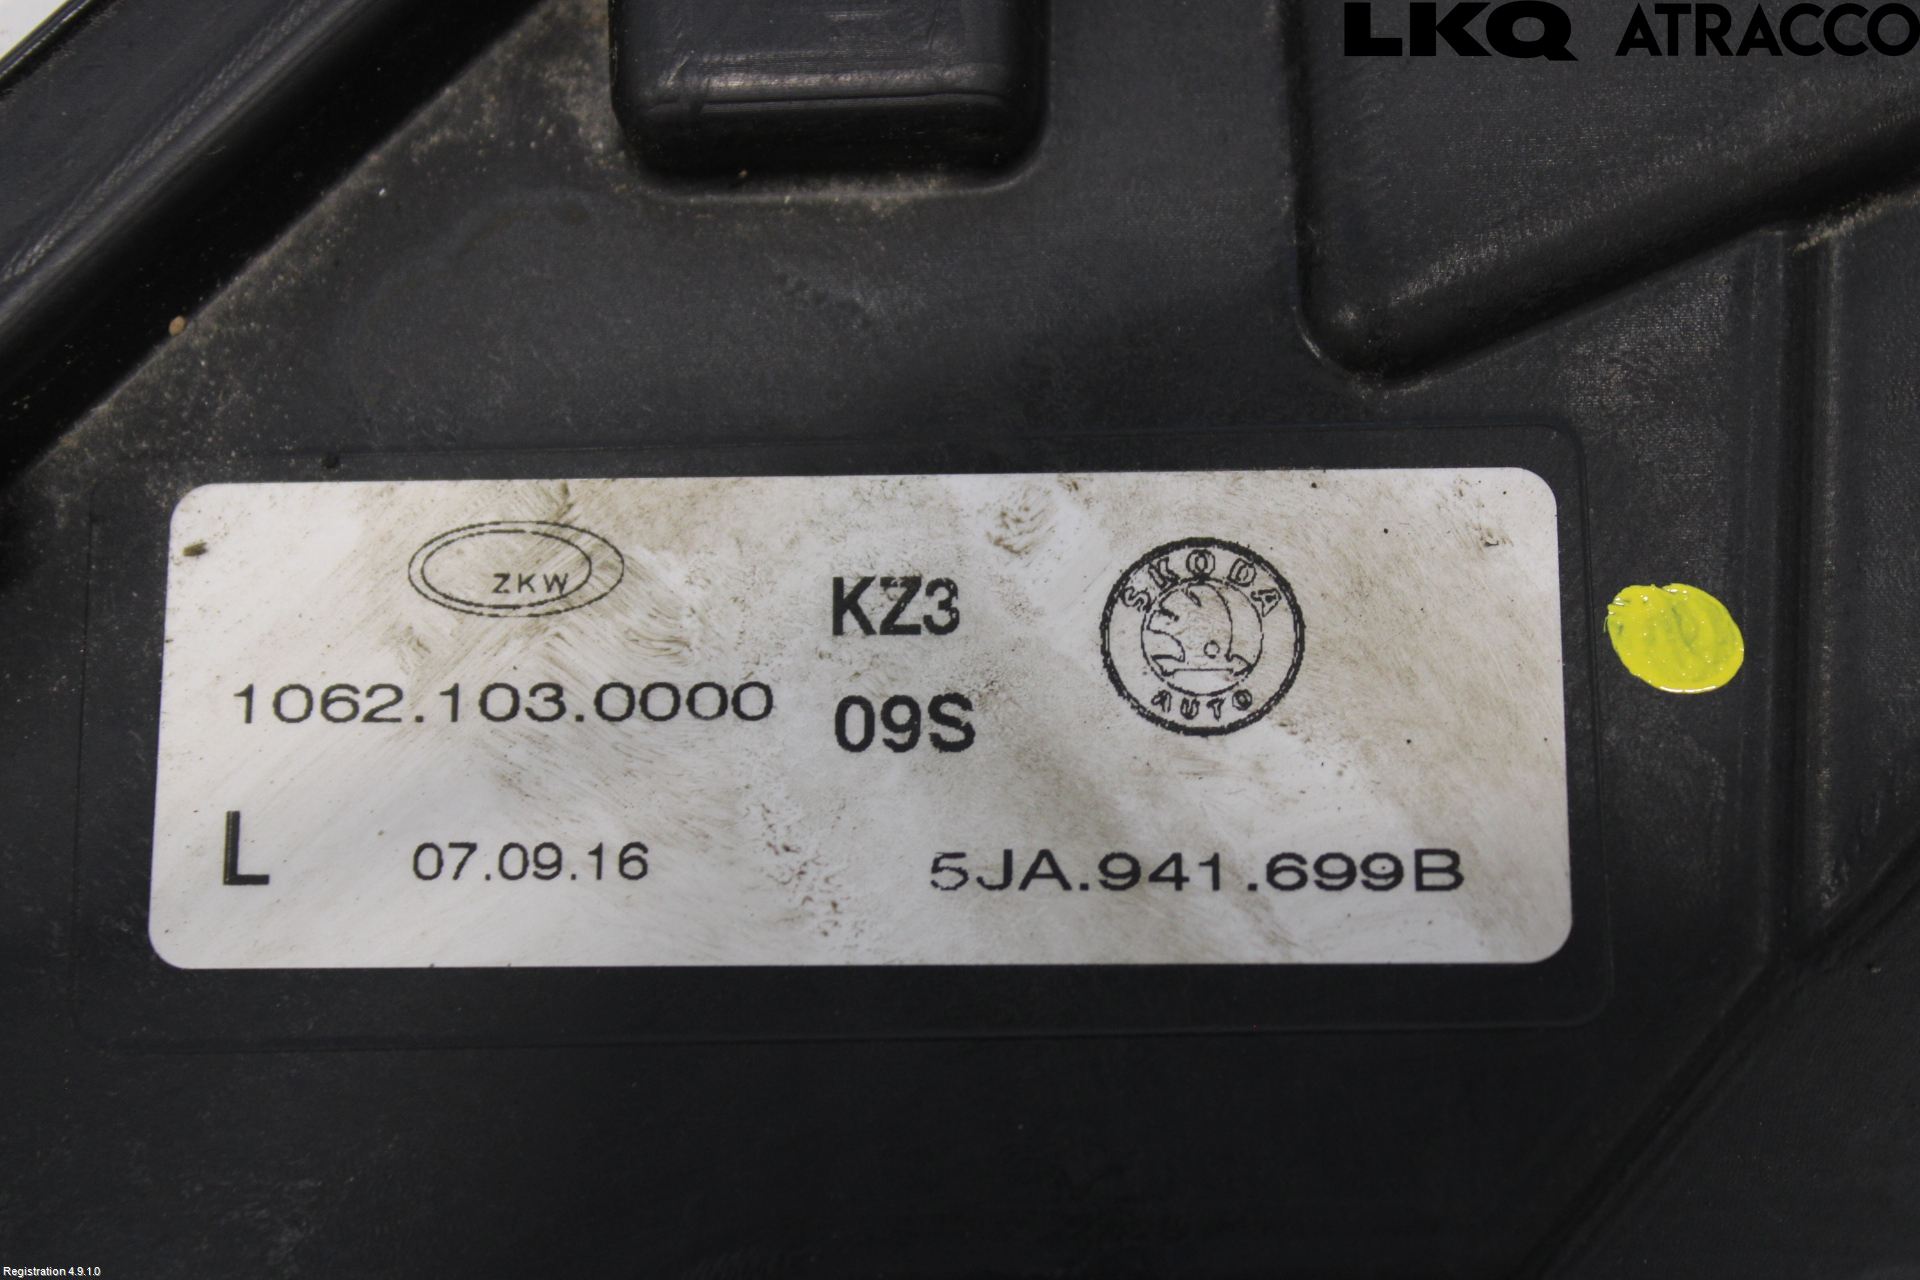 LKQ ATRACCO
ZKW
KZ3
SKODA
AUTO
1062.103.0000
09S
L
07.09.16
5JA.941.699B
Registration 4.9.1.0